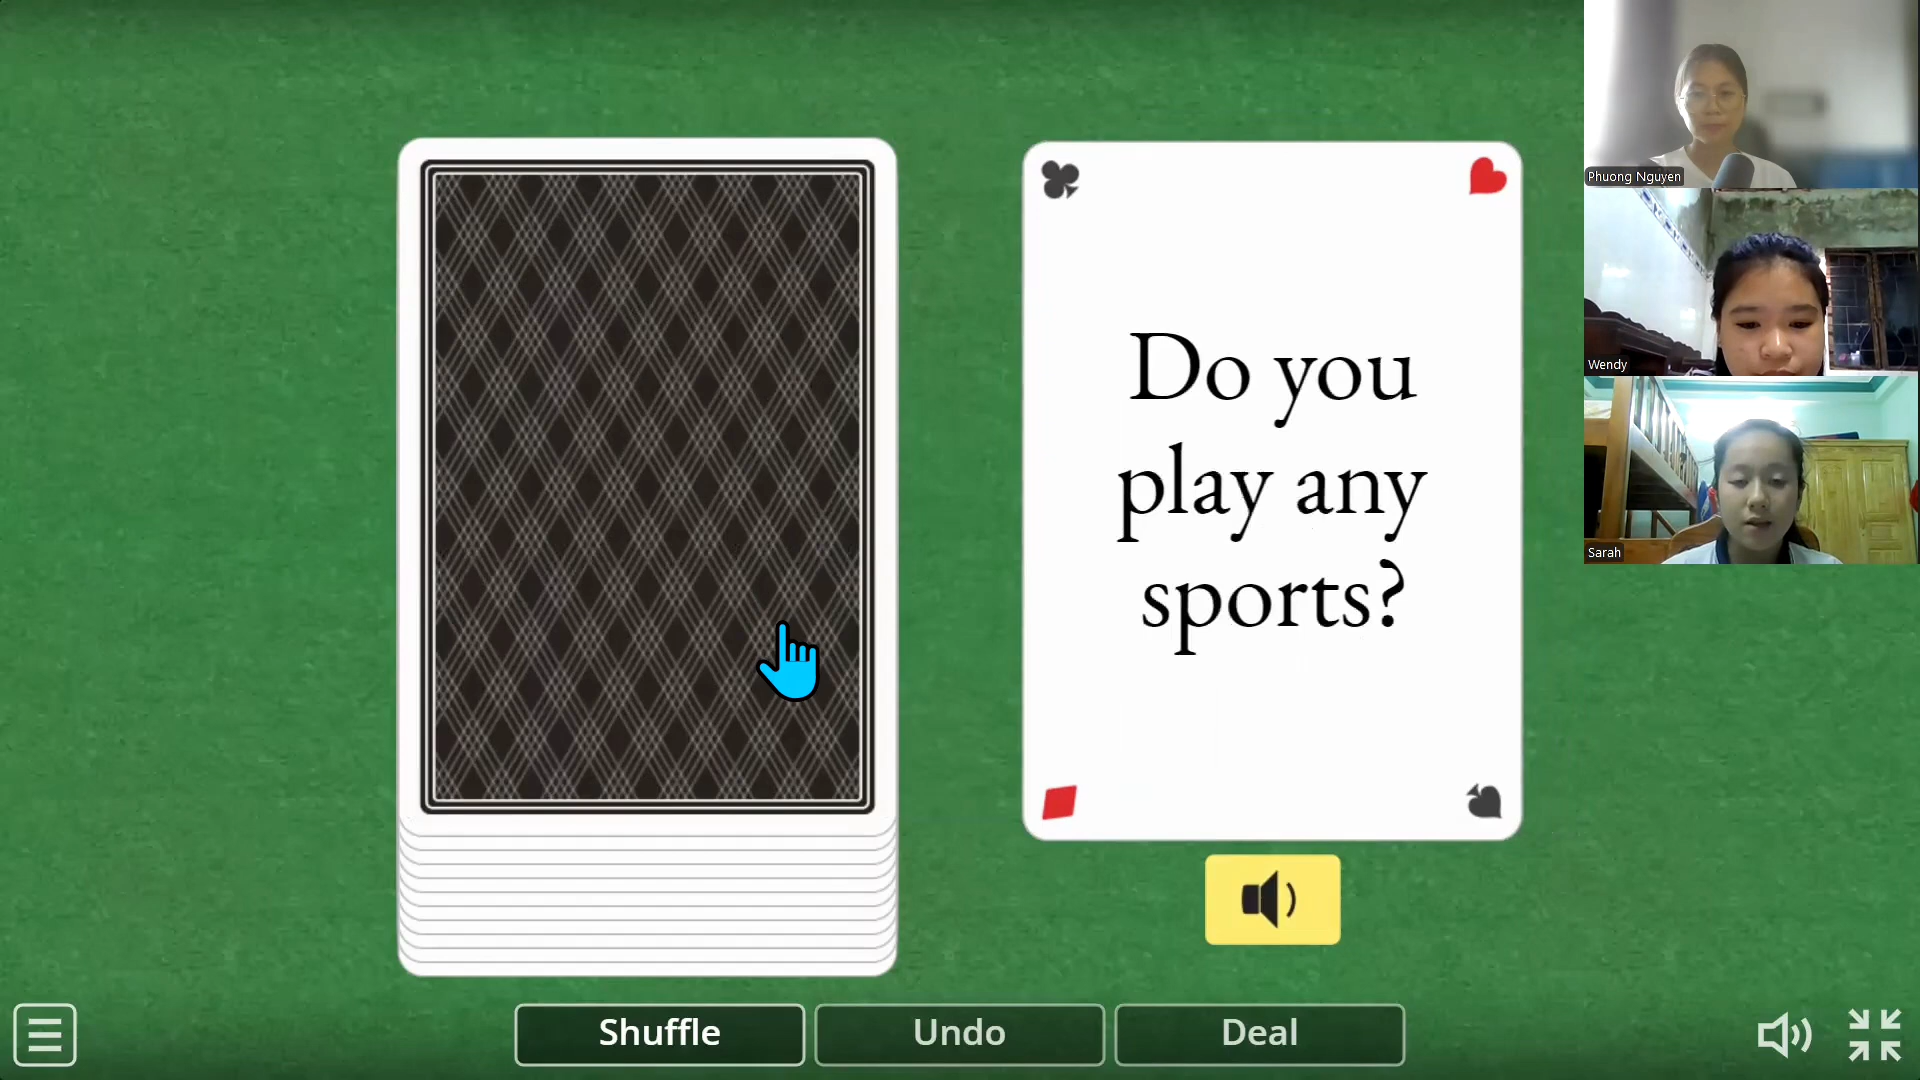 Do you
play any
sports?
Shuffle
Undo
Deal
Phuong Nguyen
Wendy
Sarah